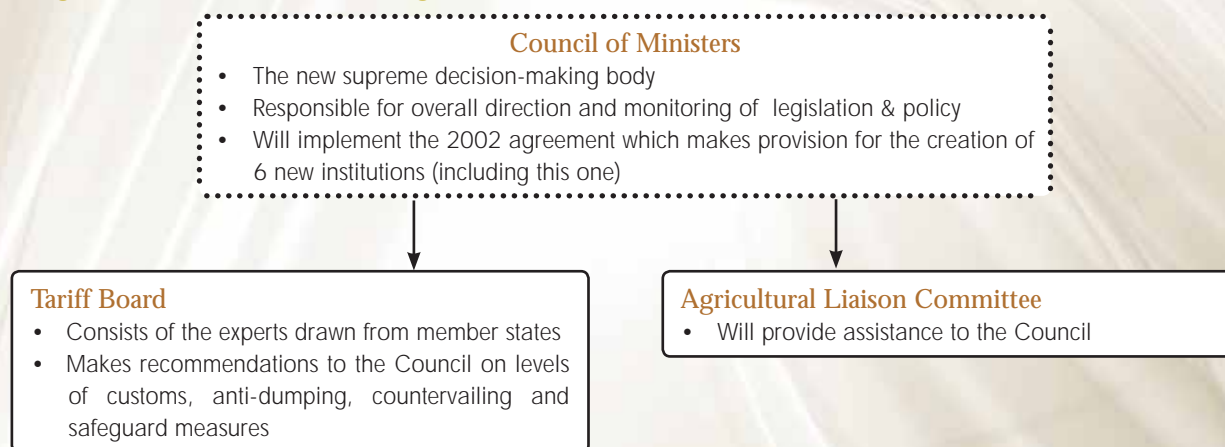 Council of Ministers
• The new supreme decision-making body
• Responsible for overall direction and monitoring of legislation & policy
• Will implement the 2002 agreement which makes provision for the creation of
6 new institutions (including this one)
Tariff Board
• Consists of the experts drawn from member states
• Makes recommendations to the Council on levels
of customs, anti-dumping, countervailing and
safeguard measures
Agricultural Liaison Committee
• Will provide assistance to the Council